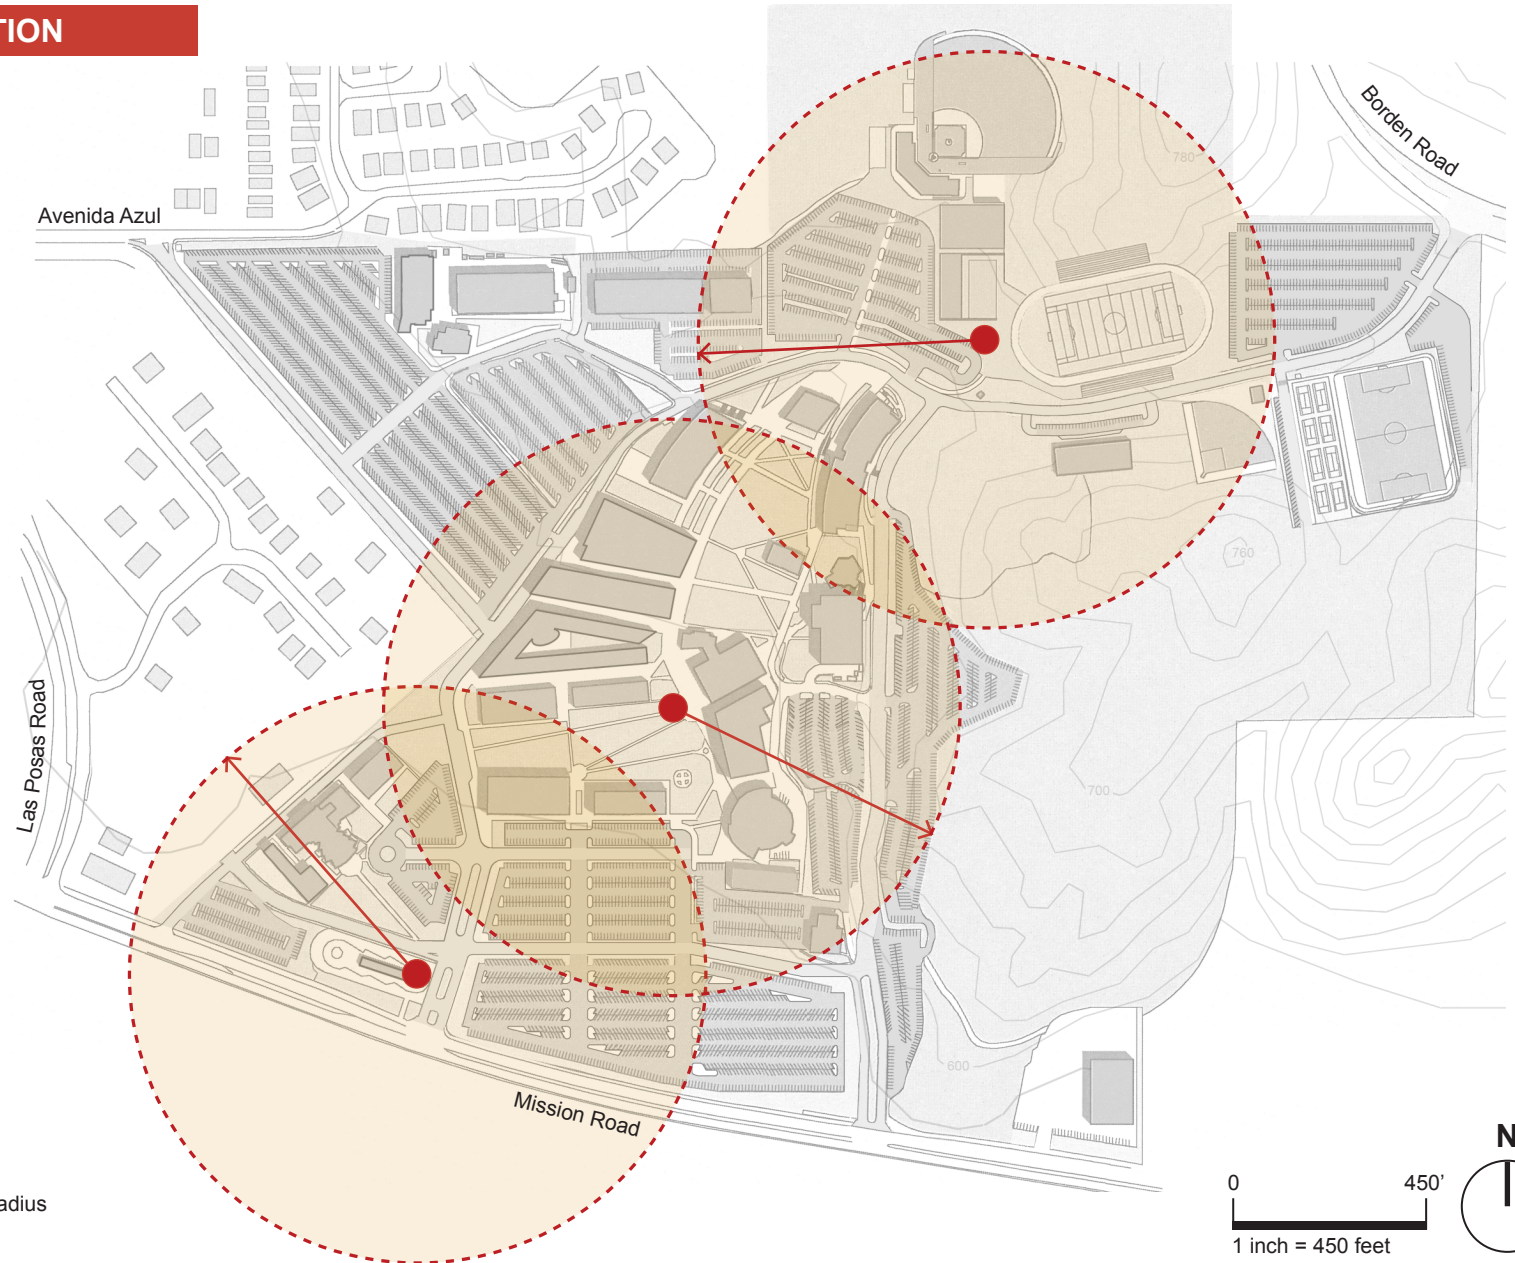 TION
Borden Road
780
Avenida Azul
760
Las Posas Road
700
600
Mission Road
N
adius
0 450’
1 inch = 450 feet